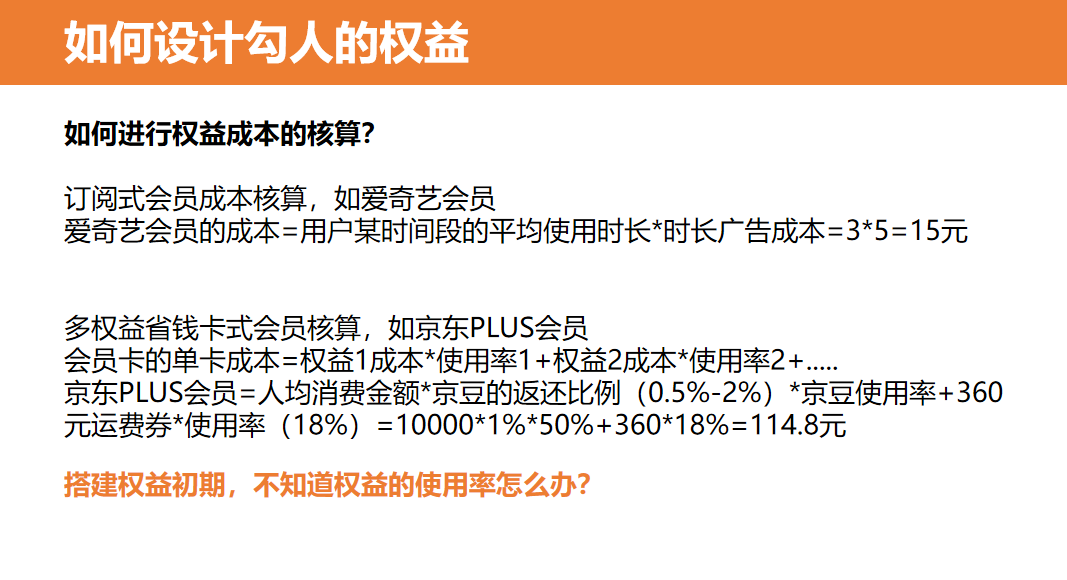 如何设计勾人的权益
如何进行权益成本的核算？
订阅式会员成本核算，如爱奇艺会员
爱奇艺会员的成本=用户某时间段的平均使用时长*时长广告成本=3*5=15元
多权益省钱卡式会员核算，如京东PLUS会员
会员卡的单卡成本=权益1成本*使用率1+权益2成本*使用率2+.....
京东PLUS会员=人均消费金额*京豆的返还比例（0.5%-2%）*京豆使用率+360
元运费券*使用率（18%）=10000*1%*50%+360*18%=114.8元
搭建权益初期，不知道权益的使用率怎么办？